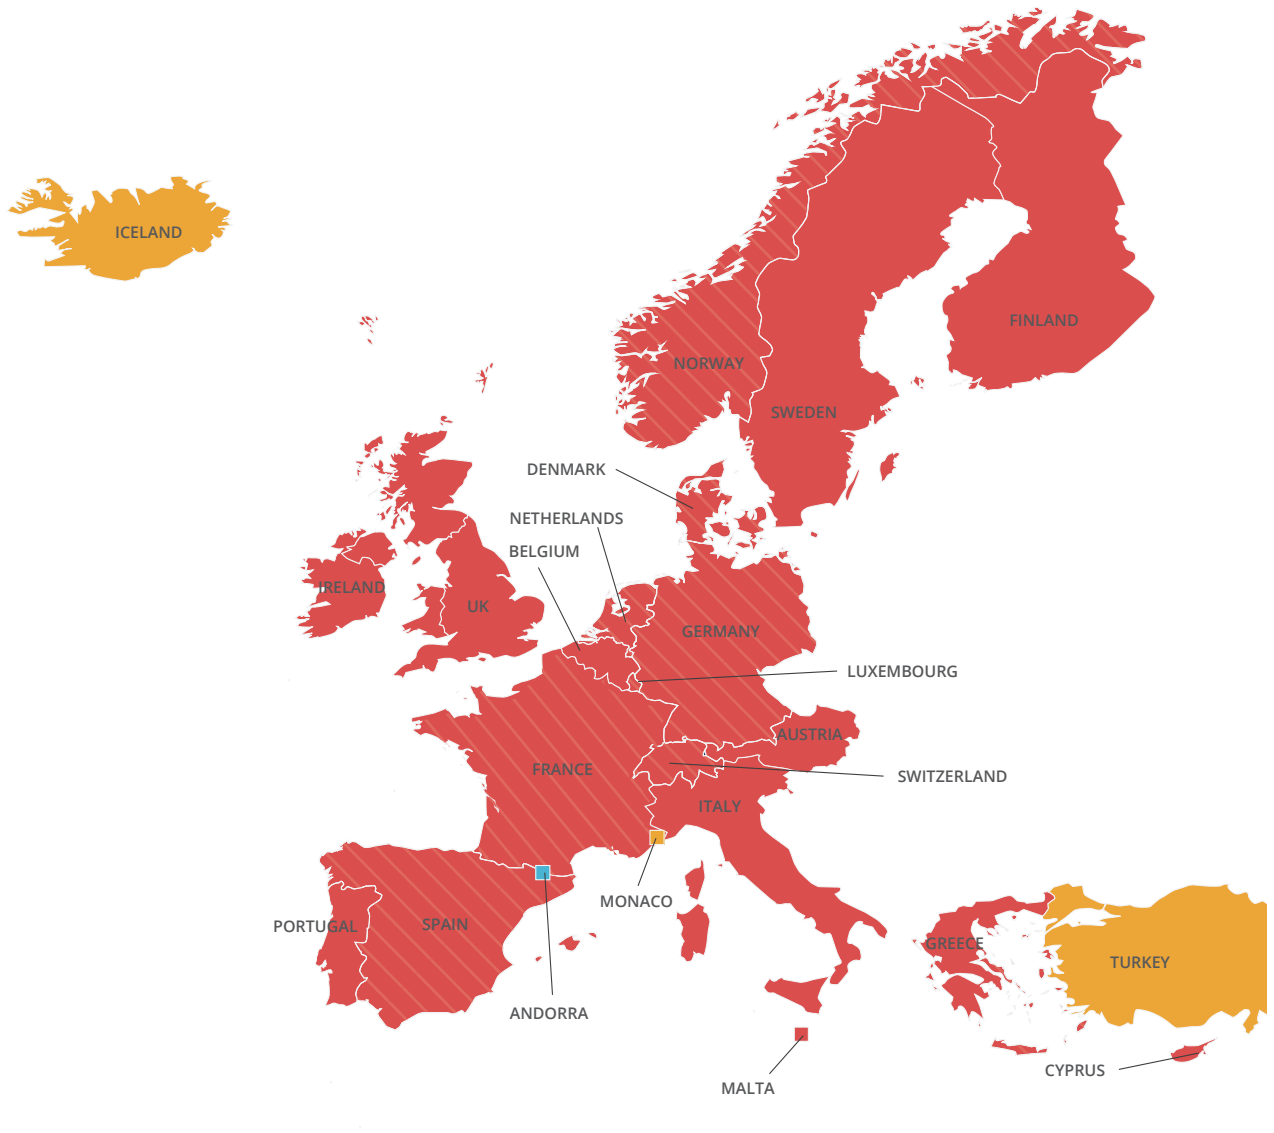 ICELAND
FINLAND
NORWAY
SWEDEN
DENMARK
NETHERLANDS
BELGIUM
IRELAND
UK
GERMANY
LUXEMBOURG
AUSTRIA
FRANCE
SWITZERLAND
ITALY
MONACO
PORTUGAL
SPAIN
GREECE
TURKEY
ANDORRA
CYPRUS
MALTA